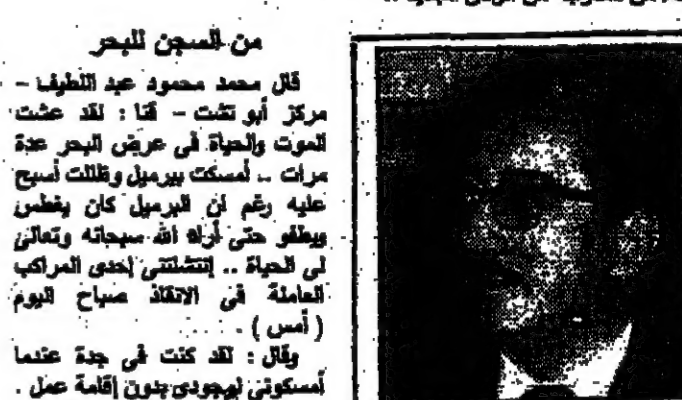 من السجن للبحر
قال محمد محمود عبد اللطيف -
مركز أبو تشت - قنا : لقد عشت
الموت والحياة فى عرض البحر عدة
مرات .. أمسكت ببرميل وظللت أسبح
عليه رغم أن البرميل كان يغطس
ويطفو حتى أراد الله سبحانه وتعالى
لى الحياة .. إنتشلتنى إحدى المراكب
العاملة فى الانقاذ صباح اليوم
( أمس ) .
وقال : لقد كنت فى جدة عندما
أمسكونى لوجودى بدون إقامة عمل .